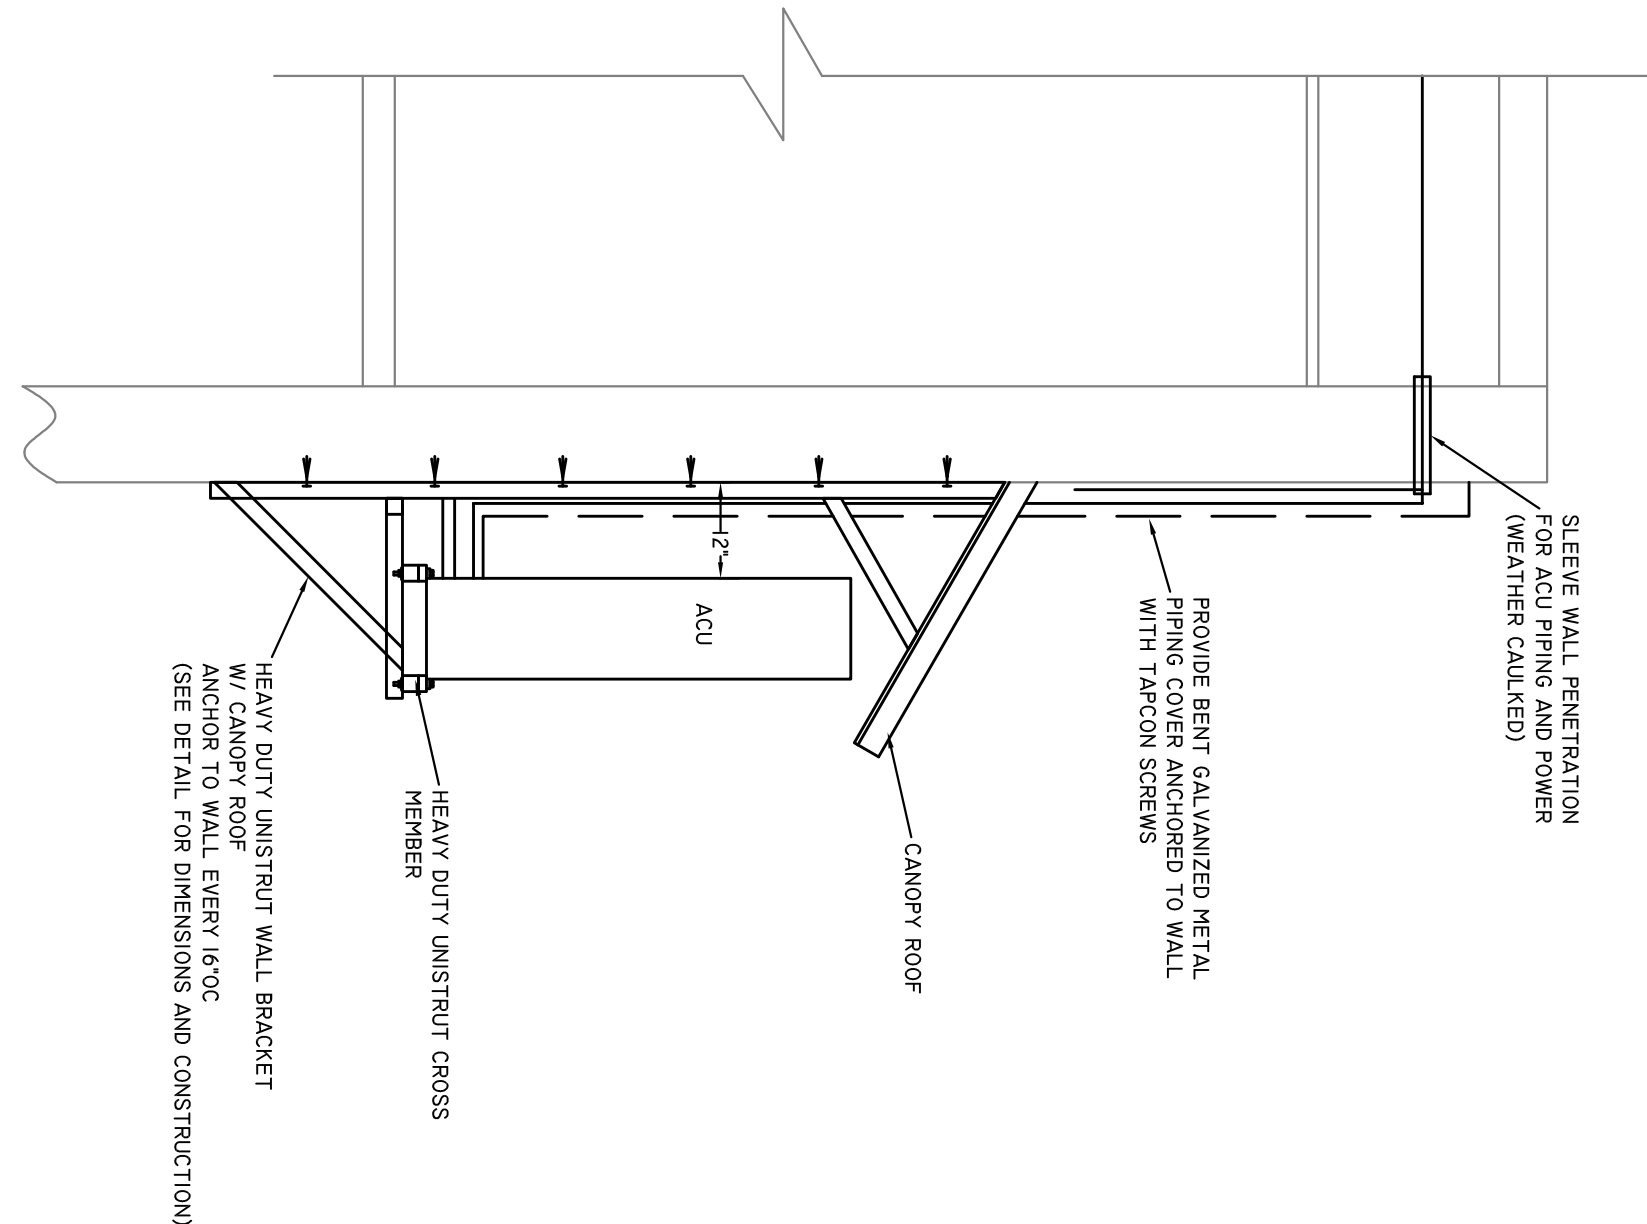 SLEEVE WALL PENETRATION
FOR ACU PIPING AND POWER
(WEATHER CAULKED)
PROVIDE BENT GALVANIZED METAL
PIPING COVER ANCHORED TO WALL
WITH TAPCON SCREWS
CANOPY ROOF
12"
ACU
HEAVY DUTY UNISTRUT CROSS
MEMBER
HEAVY DUTY UNISTRUT WALL BRACKET
W/ CANOPY ROOF
ANCHOR TO WALL EVERY 16"OC
(SEE DETAIL FOR DIMENSIONS AND CONSTRUCTION)